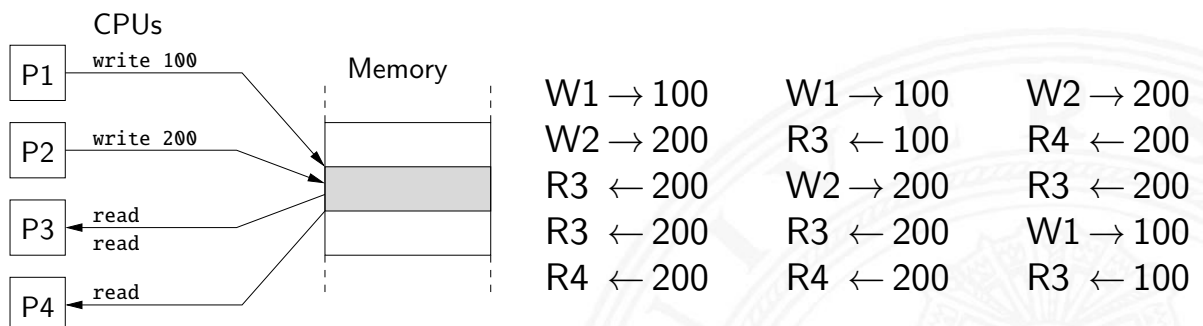 CPUs
P1
write 100
Memory
P2
write 200
P3
read
read
P4
read
W1 → 100
W2 → 200
R3 ← 200
R3 ← 200
R4 ← 200
W1 → 100
R3 ← 100
W2 → 200
R3 ← 200
R4 ← 200
W2 → 200
R4 ← 200
R3 ← 200
W1 → 100
R3 ← 100